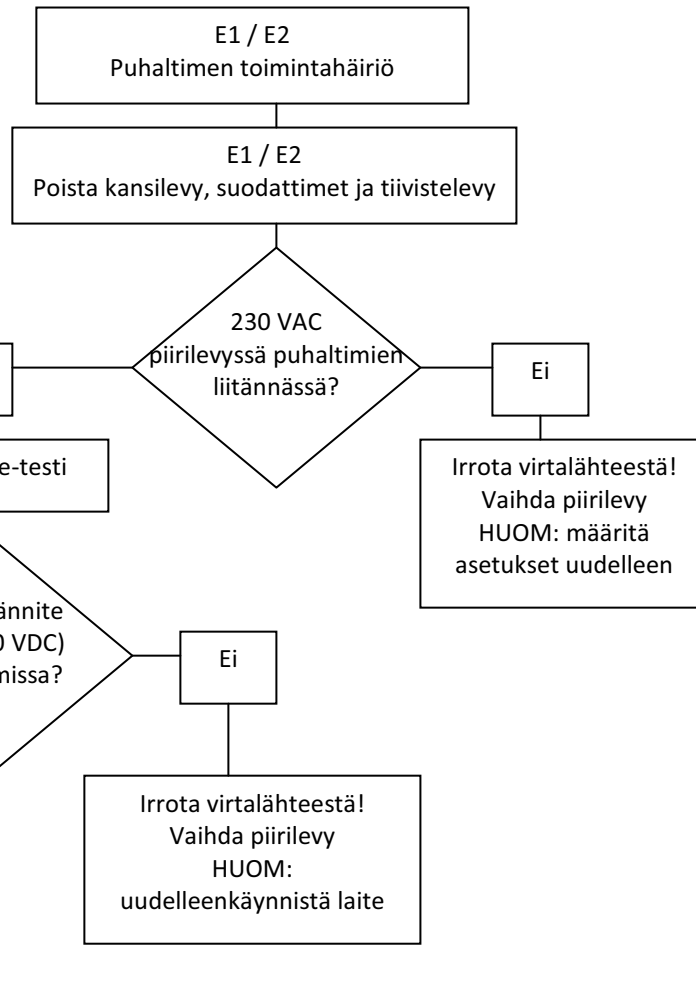 E1 / E2
Puhaltimen toimintahäiriö
E1 / E2
Poista kansilevy, suodattimet ja tiivistelevy
230 VAC
piirilevyssä puhaltimien
liitännässä?
Ei
e-testi
Irrota virtalähteestä!
Vaihda piirilevy
HUOM: määritä
asetukset uudelleen
ännite
0 VDC)
missa?
Ei
Irrota virtalähteestä!
Vaihda piirilevy
HUOM:
uudelleenkäynnistä laite